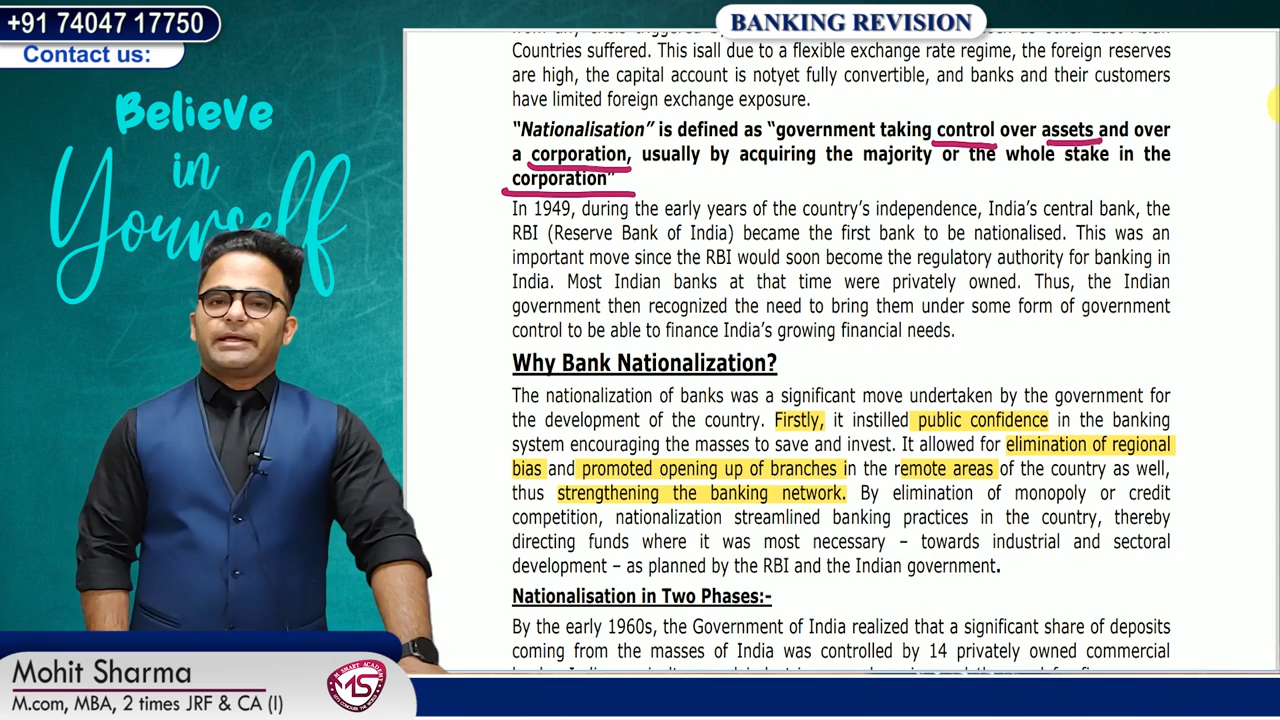 +91 74047 17750
Contact us:
BANKING REVISION
Believe
in
Yourself
Countries suffered. This isall due to a flexible exchange rate regime, the foreign reserves
are high, the capital account is notyet fully convertible, and banks and their customers
have limited foreign exchange exposure.
“Nationalisation” is defined as “government taking control over assets and over
a corporation, usually by acquiring the majority or the whole stake in the
corporation”
In 1949, during the early years of the country’s independence, India’s central bank, the
RBI (Reserve Bank of India) became the first bank to be nationalised. This was an
important move since the RBI would soon become the regulatory authority for banking in
India. Most Indian banks at that time were privately owned. Thus, the Indian
government then recognized the need to bring them under some form of government
control to be able to finance India’s growing financial needs.
Why Bank Nationalization?
The nationalization of banks was a significant move undertaken by the government for
the development of the country. Firstly, it instilled public confidence in the banking
system encouraging the masses to save and invest. It allowed for elimination of regional
bias and promoted opening up of branches in the remote areas of the country as well,
thus strengthening the banking network. By elimination of monopoly or credit
competition, nationalization streamlined banking practices in the country, thereby
directing funds where it was most necessary – towards industrial and sectoral
development – as planned by the RBI and the Indian government.
Nationalisation in Two Phases:-
By the early 1960s, the Government of India realized that a significant share of deposits
coming from the masses of India was controlled by 14 privately owned commercial
Mohit Sharma
M.com, MBA, 2 times JRF & CA (I)
MS